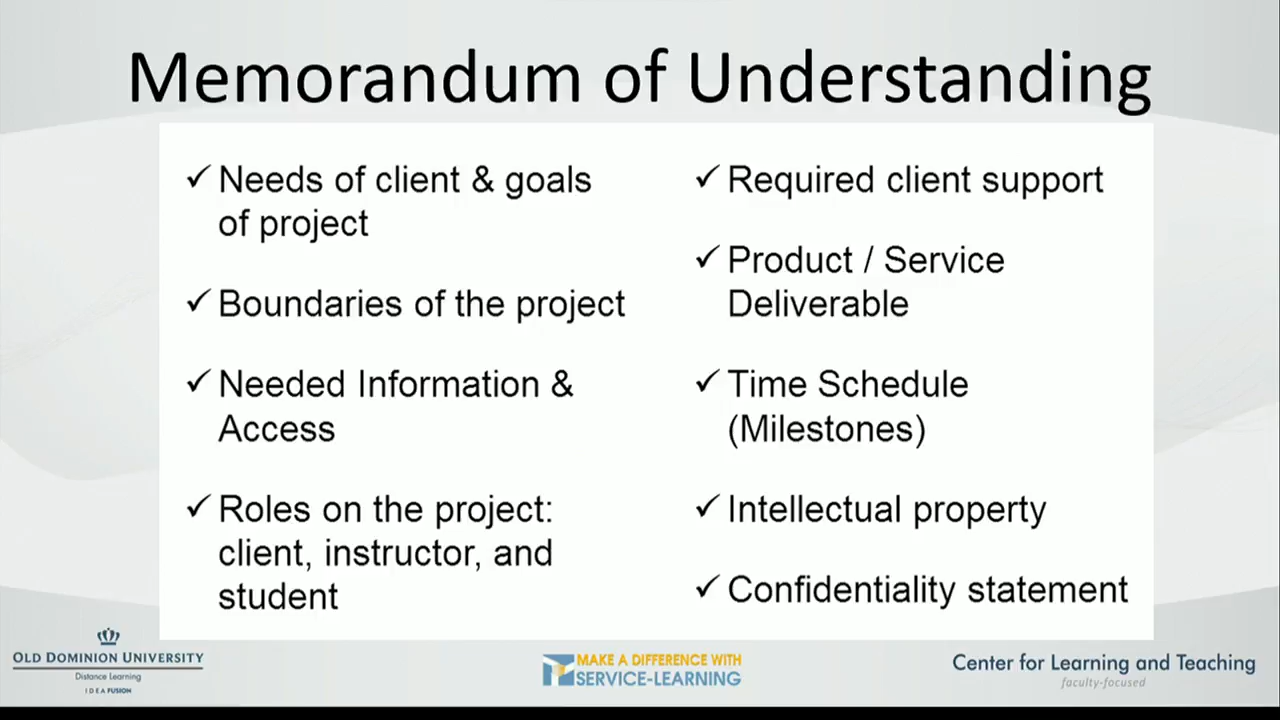 Memorandum of Understanding
✓ Needs of client & goals
of project
✓ Boundaries of the project
✓ Needed Information &
Access
✓ Roles on the project:
client, instructor, and
student
✓ Required client support
✓ Product / Service
Deliverable
✓ Time Schedule
(Milestones)
✓ Intellectual property
✓ Confidentiality statement
OLD DOMINION UNIVERSITY
Distance Learning
IDEA FUSION
MAKE A DIFFERENCE WITH
SERVICE-LEARNING
Center for Learning and Teaching
faculty-focused